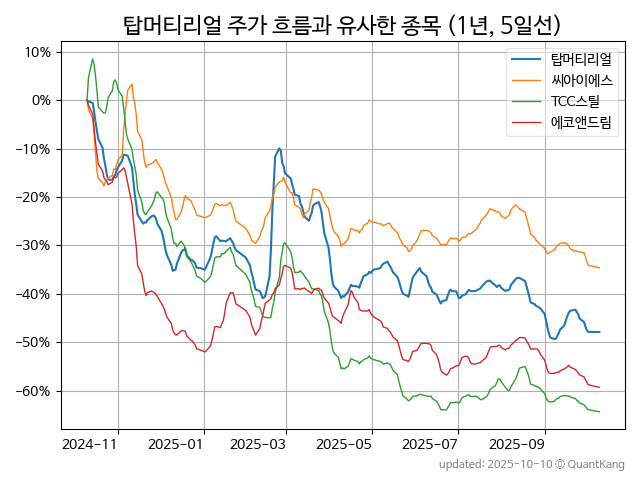 탑머티리얼 주가 흐름과 유사한 종목 (1년, 5일선)
탑머티리얼
씨아이에스
TCC스틸
에코앤드림
10%
0%
−10%
−20%
−30%
−40%
−50%
−60%
2024-11
2025-01
2025-03
2025-05
2025-07
2025-09
updated: 2025-10-10 © QuantKang